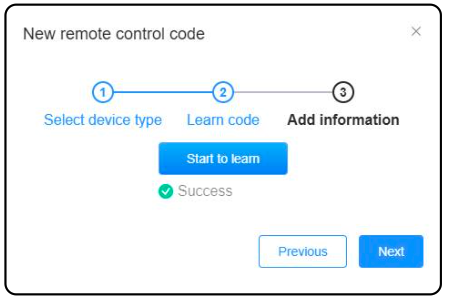 New remote control code
1 2 3
Select device type Learn code Add information
Start to learn
Success
Previous Next